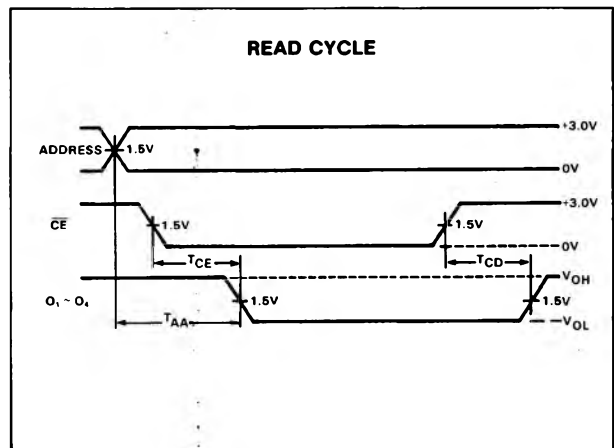 READ CYCLE
+3.0V
ADDRESS 1.5V
0V
+3.0V
CE 1.5V 1.5V
0V
TCE TCD
VOH
O₁ ~ O₄ 1.5V 1.5V
TAA
VOL